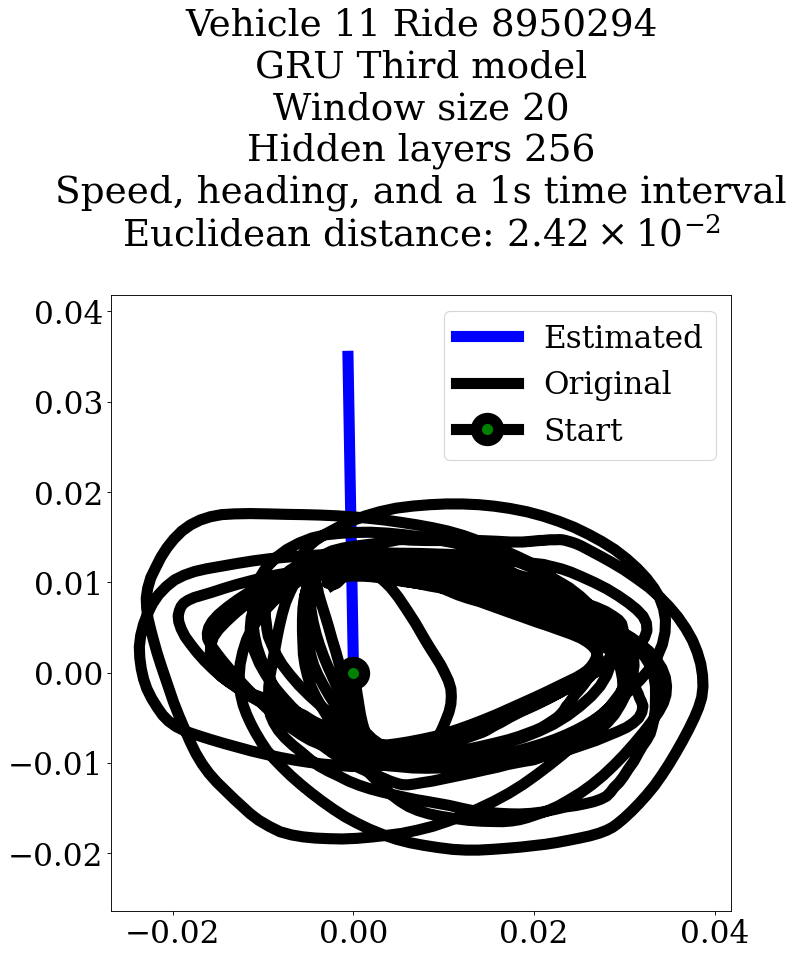 Vehicle 11 Ride 8950294
GRU Third model
Window size 20
Hidden layers 256
Speed, heading, and a 1s time interval
Euclidean distance: 2.42 × 10⁻²
0.04
0.03
0.02
0.01
0.00
−0.01
−0.02
Estimated
Original
Start
−0.02 0.00 0.02 0.04